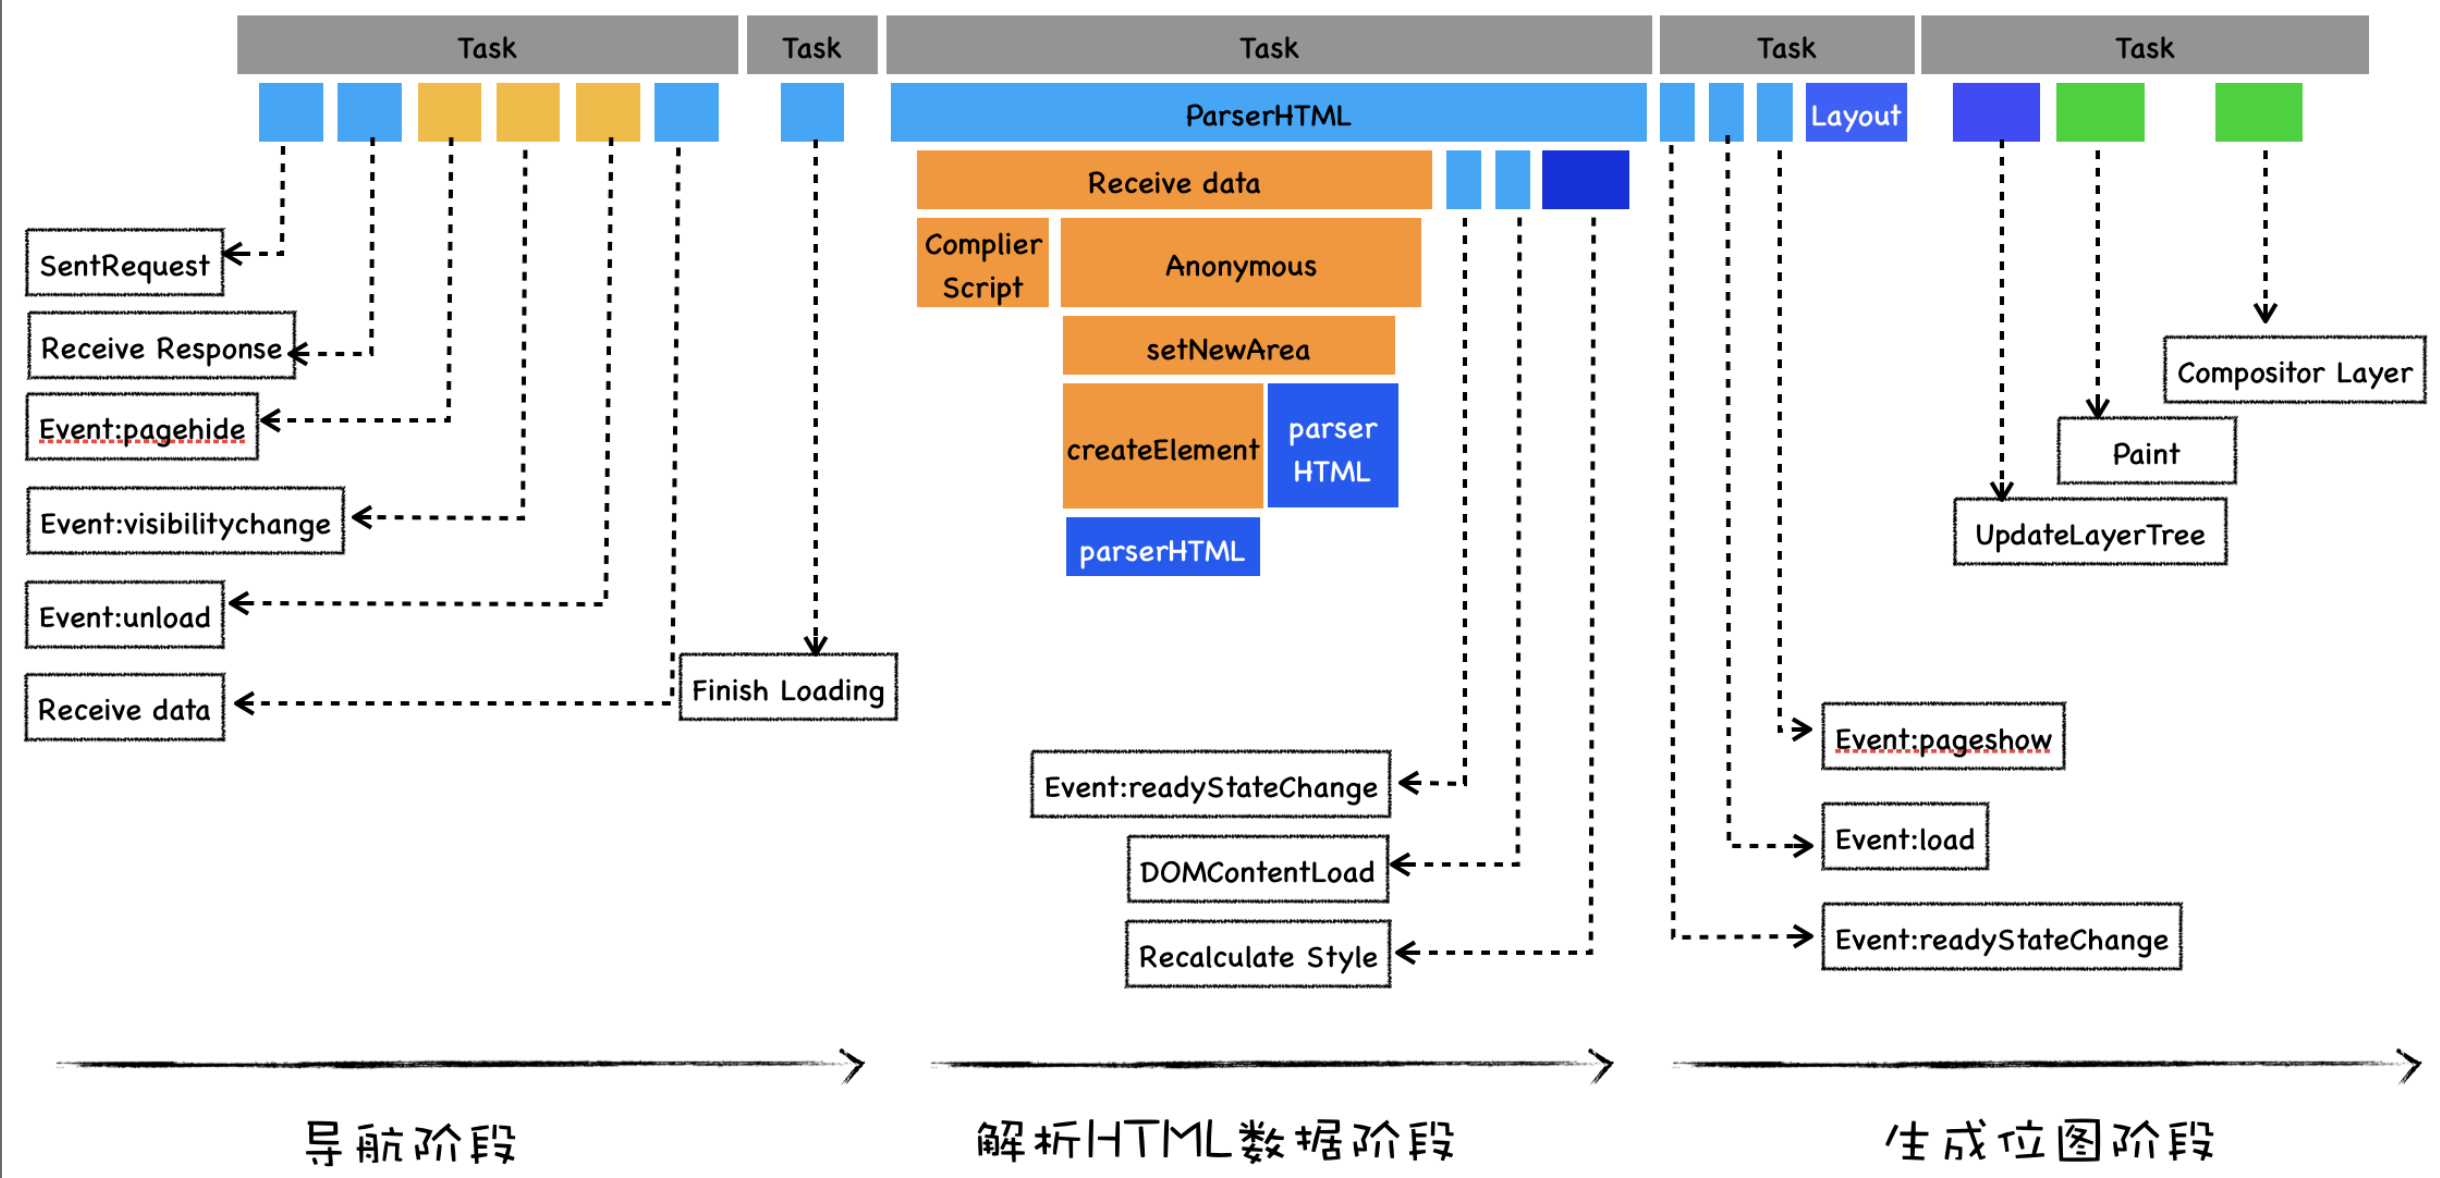 Task
Task
Task
Task
Task
ParserHTML
Layout
Receive data
Complier
Script
Anonymous
setNewArea
createElement
parser
HTML
parserHTML
SentRequest
Receive Response
Event:pagehide
Event:visibilitychange
Event:unload
Receive data
Finish Loading
Event:readyStateChange
DOMContentLoad
Recalculate Style
Compositor Layer
Paint
UpdateLayerTree
Event:pageshow
Event:load
Event:readyStateChange
导航阶段
解析HTML数据阶段
生成位图阶段